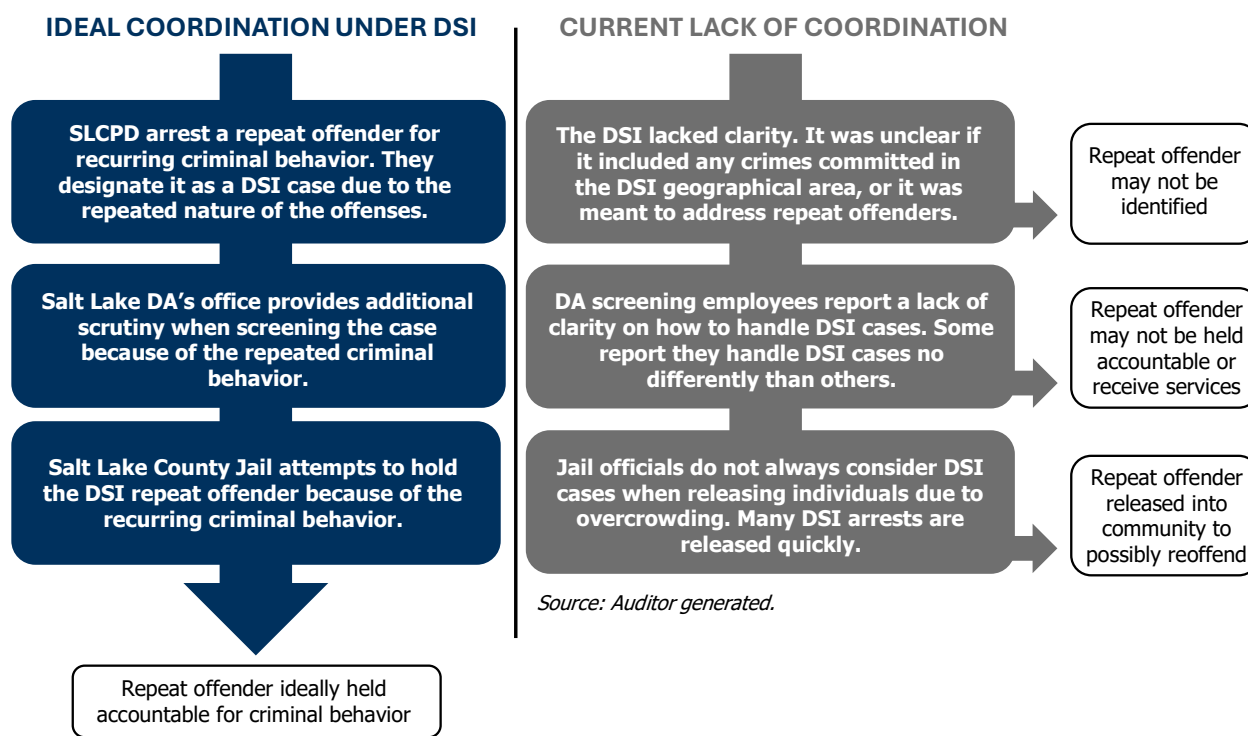 IDEAL COORDINATION UNDER DSI
SLCPD arrest a repeat offender for
recurring criminal behavior. They
designate it as a DSI case due to the
repeated nature of the offenses.
Salt Lake DA's office provides additional
scrutiny when screening the case
because of the repeated criminal
behavior.
Salt Lake County Jail attempts to hold
the DSI repeat offender because of the
recurring criminal behavior.
Repeat offender ideally held
accountable for criminal behavior
CURRENT LACK OF COORDINATION
The DSI lacked clarity. It was unclear if
it included any crimes committed in
the DSI geographical area, or it was
meant to address repeat offenders.
Repeat offender
may not be
identified
DA screening employees report a lack of
clarity on how to handle DSI cases. Some
report they handle DSI cases no
differently than others.
Repeat offender
may not be held
accountable or
receive services
Jail officials do not always consider DSI
cases when releasing individuals due to
overcrowding. Many DSI arrests are
released quickly.
Repeat offender
released into
community to
possibly reoffend
Source: Auditor generated.